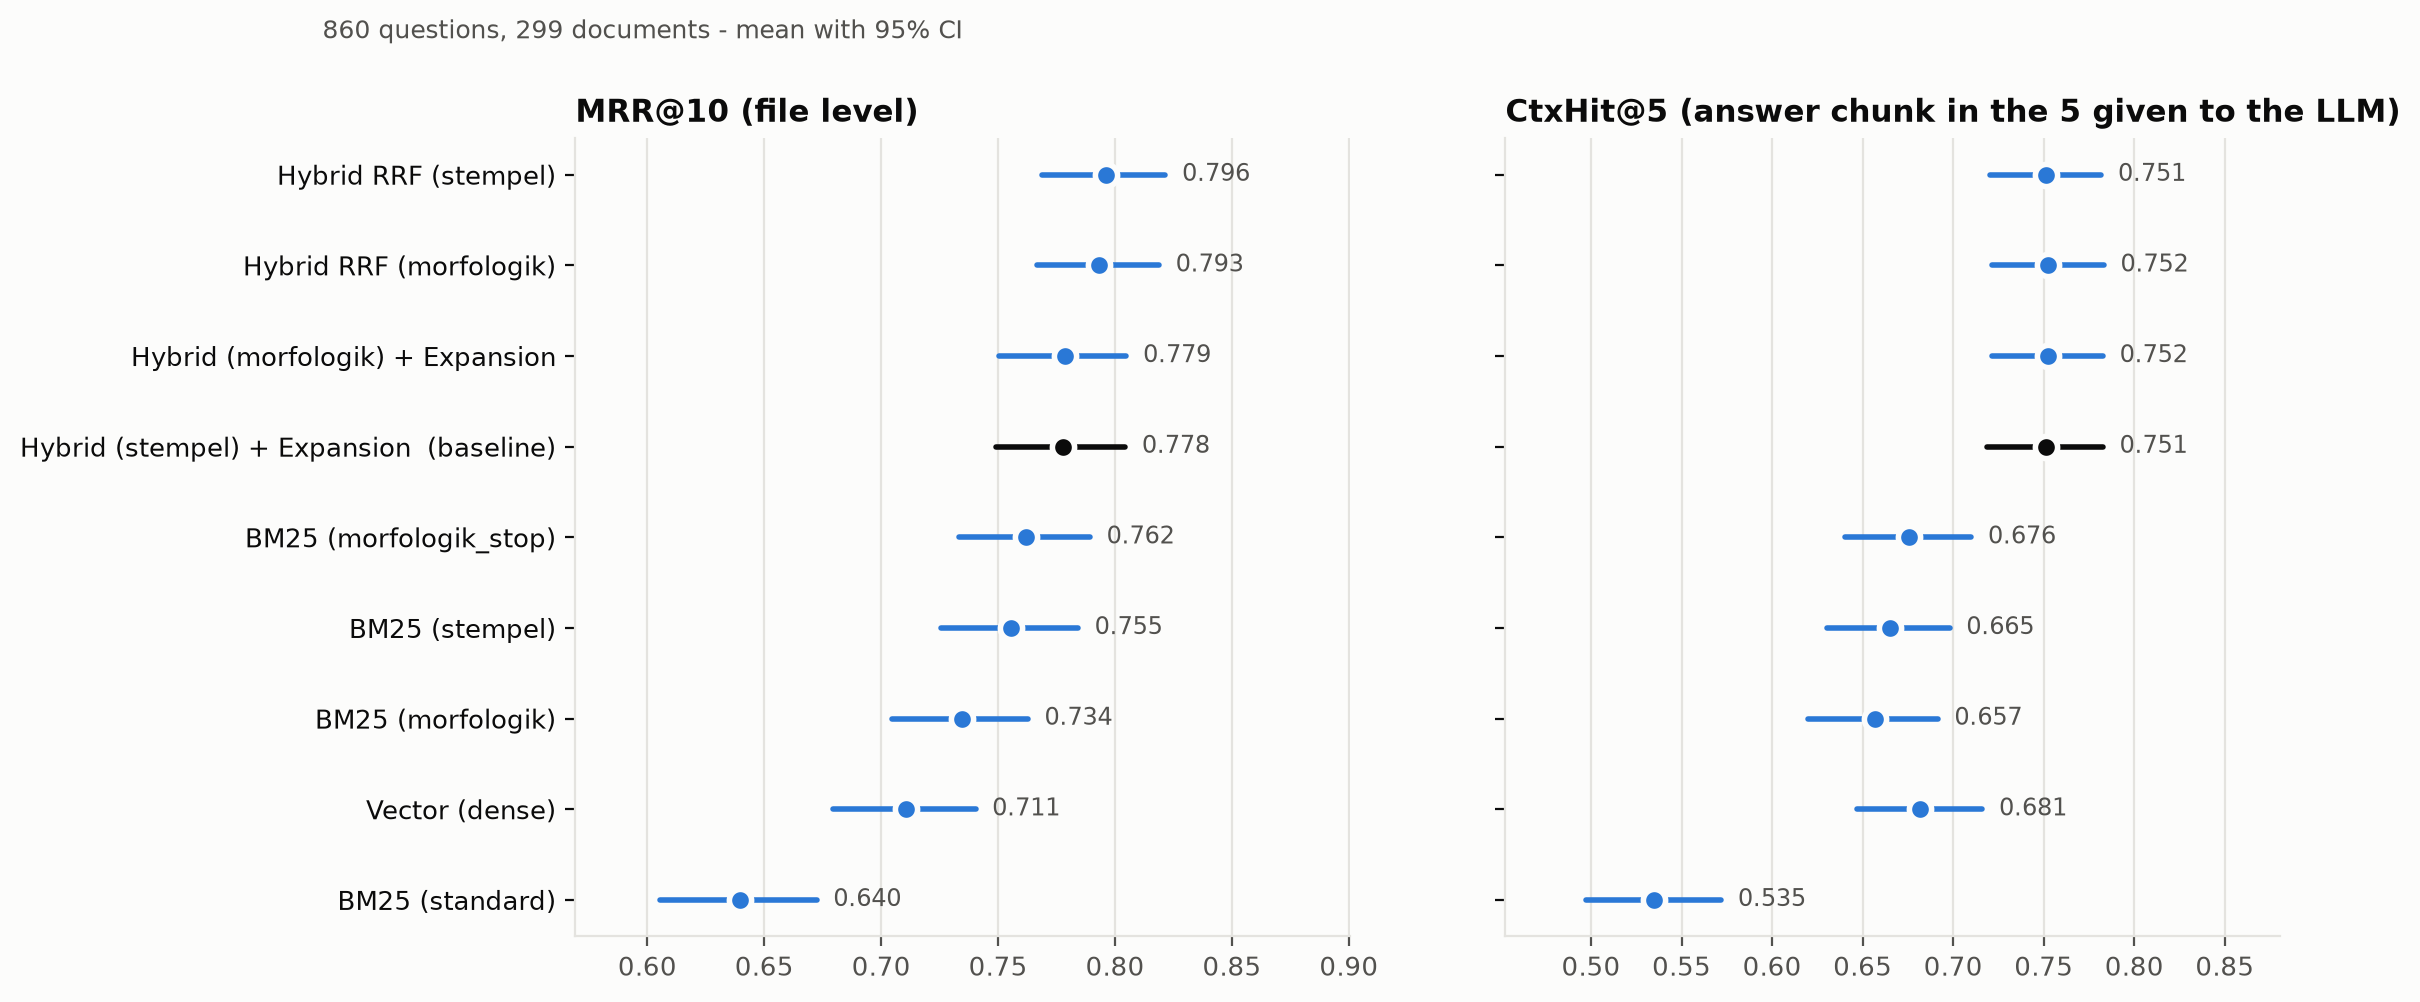 860 questions, 299 documents - mean with 95% CI
MRR@10 (file level)
CtxHit@5 (answer chunk in the 5 given to the LLM)
Hybrid RRF (stempel) 0.796 0.751
Hybrid RRF (morfologik) 0.793 0.752
Hybrid (morfologik) + Expansion 0.779 0.752
Hybrid (stempel) + Expansion  (baseline) 0.778 0.751
BM25 (morfologik_stop) 0.762 0.676
BM25 (stempel) 0.755 0.665
BM25 (morfologik) 0.734 0.657
Vector (dense) 0.711 0.681
BM25 (standard) 0.640 0.535
0.60 0.65 0.70 0.75 0.80 0.85 0.90
0.50 0.55 0.60 0.65 0.70 0.75 0.80 0.85